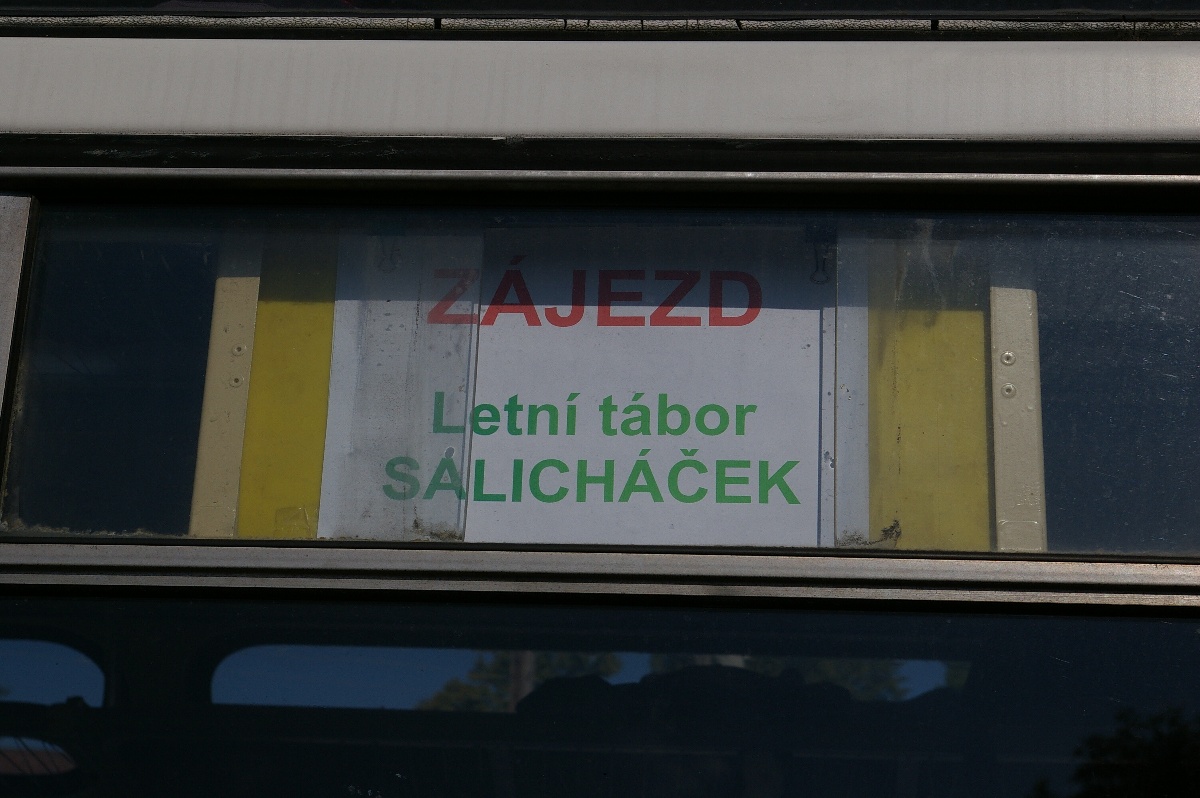 ZÁJEZD
Letní tábor
SALICHÁČEK